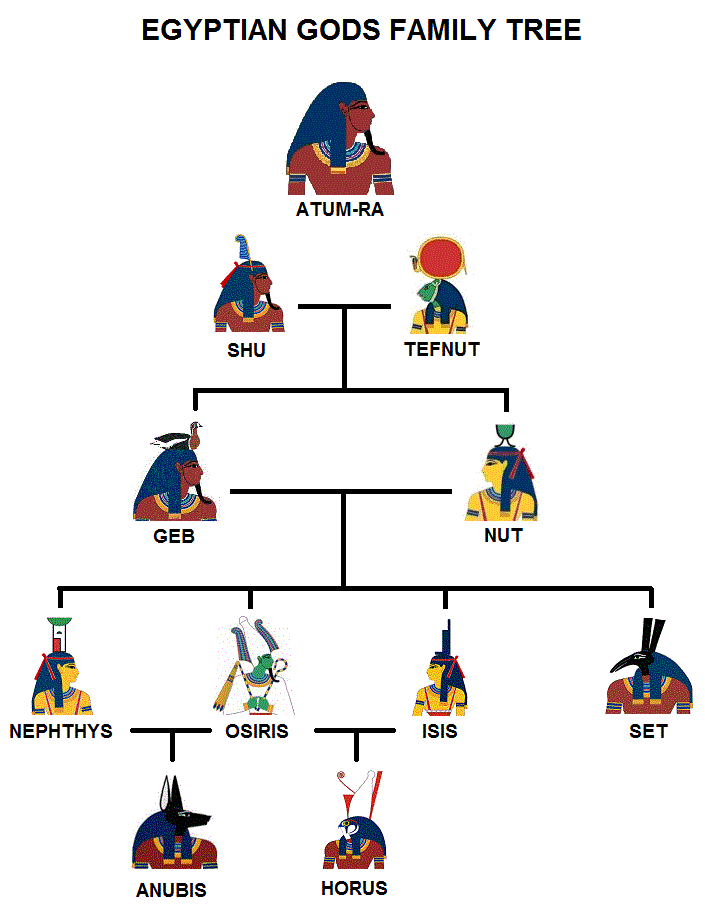 EGYPTIAN GODS FAMILY TREE
ATUM-RA
SHU
TEFNUT
GEB
NUT
NEPHTHYS
OSIRIS
ISIS
SET
ANUBIS
HORUS